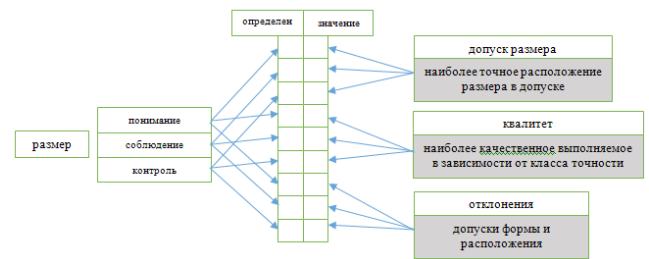 определен значение
допуск размера
наиболее точное расположение
размера в допуске
размер
понимание
соблюдение
контроль
квалитет
наиболее качественное выполняемое
в зависимости от класса точности
отклонения
допуски формы и
расположения